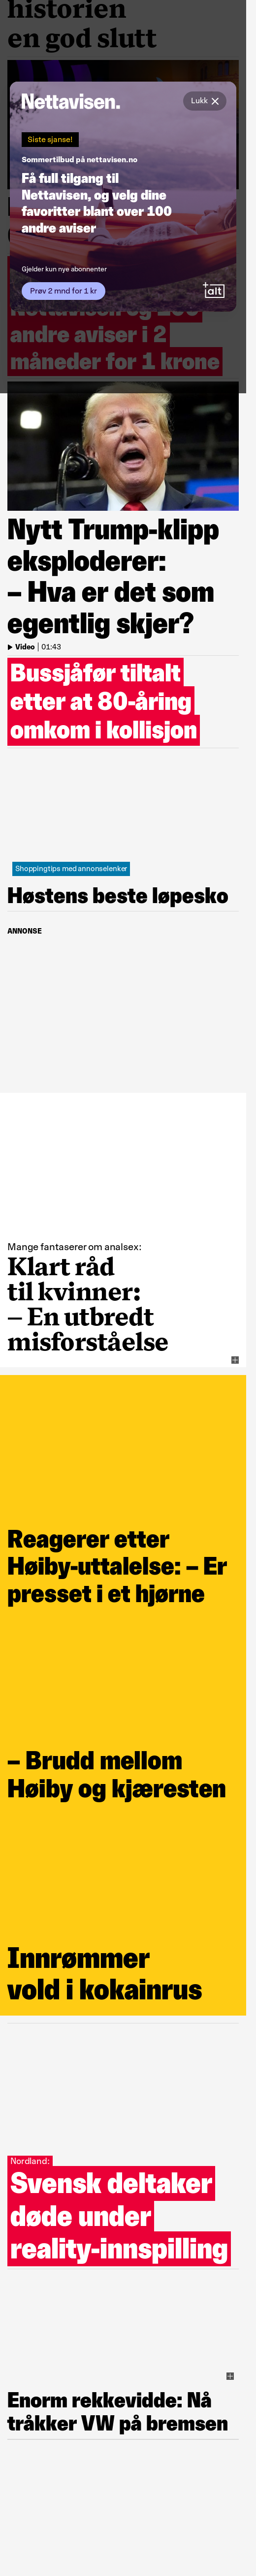 historien
en god slutt
Nettavisen.
Lukk
Siste sjanse!
Sommertilbud på nettavisen.no
Få full tilgang til
Nettavisen, og velg dine
favoritter blant over 100
andre aviser
Gjelder kun nye abonnenter
Prøv 2 mnd for 1 kr
+alt
andre aviser i 2
måneder for 1 krone
Nytt Trump-klipp
eksploderer:
– Hva er det som
egentlig skjer?
Video | 01:43
Bussjåfør tiltalt
etter at 80-åring
omkom i kollisjon
Shoppingtips med annonselenker
Høstens beste løpesko
ANNONSE
Mange fantaserer om analsex:
Klart råd
til kvinner:
– En utbredt
misforståelse
Reagerer etter
Høiby-uttalelse: – Er
presset i et hjørne
– Brudd mellom
Høiby og kjæresten
Innrømmer
vold i kokainrus
Nordland:
Svensk deltaker
døde under
reality-innspilling
Enorm rekkevidde: Nå
tråkker VW på bremsen